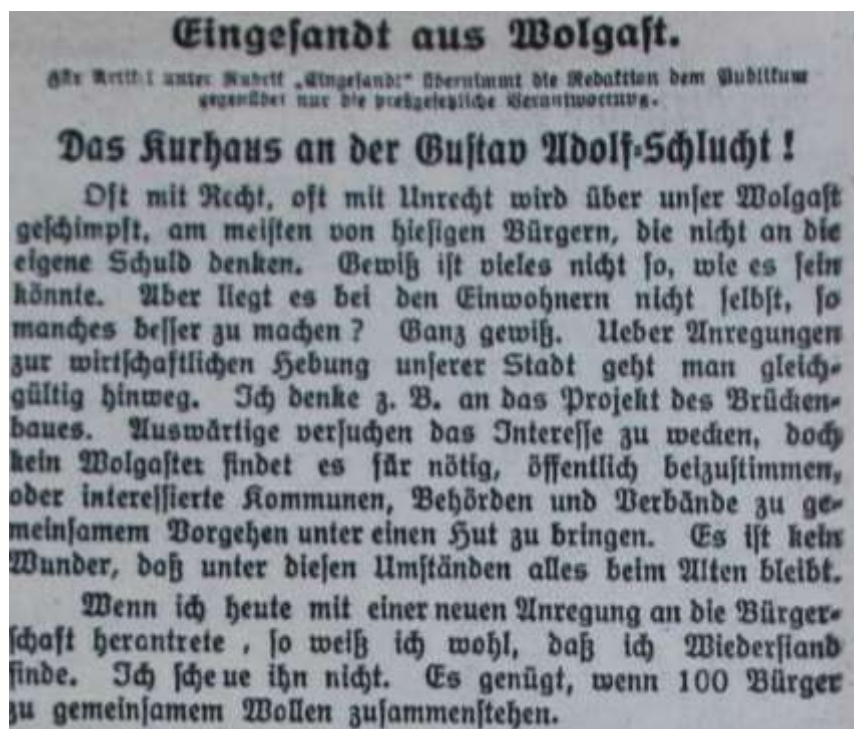 Eingesandt aus Wolgast.
Für Artikel unter Rubrik „Eingesandt“ übernimmt die Redaktion dem Publikum
gegenüber nur die preßgesetzliche Verantwortung.
Das Kurhaus an der Gustav Adolf-Schlucht!
Oft mit Recht, oft mit Unrecht wird über unser Wolgast
geschimpft, am meisten von hiesigen Bürgern, die nicht an die
eigene Schuld denken. Gewiß ist vieles nicht so, wie es sein
könnte. Aber liegt es bei den Einwohnern nicht selbst, so
manches besser zu machen? Ganz gewiß. Ueber Anregungen
zur wirtschaftlichen Hebung unserer Stadt geht man gleich-
gültig hinweg. Ich denke z. B. an das Projekt des Brücken-
baues. Auswärtige versuchen das Interesse zu wecken, doch
kein Wolgaster findet es für nötig, öffentlich beizustimmen,
oder interessierte Kommunen, Behörden und Verbände zu ge-
meinsamem Vorgehen unter einen Hut zu bringen. Es ist kein
Wunder, daß unter diesen Umständen alles beim Alten bleibt.
Wenn ich heute mit einer neuen Anregung an die Bürger-
schaft herantrete, so weiß ich wohl, daß ich Wiederstand
finde. Ich scheue ihn nicht. Es genügt, wenn 100 Bürger
zu gemeinsamem Wollen zusammenstehen.